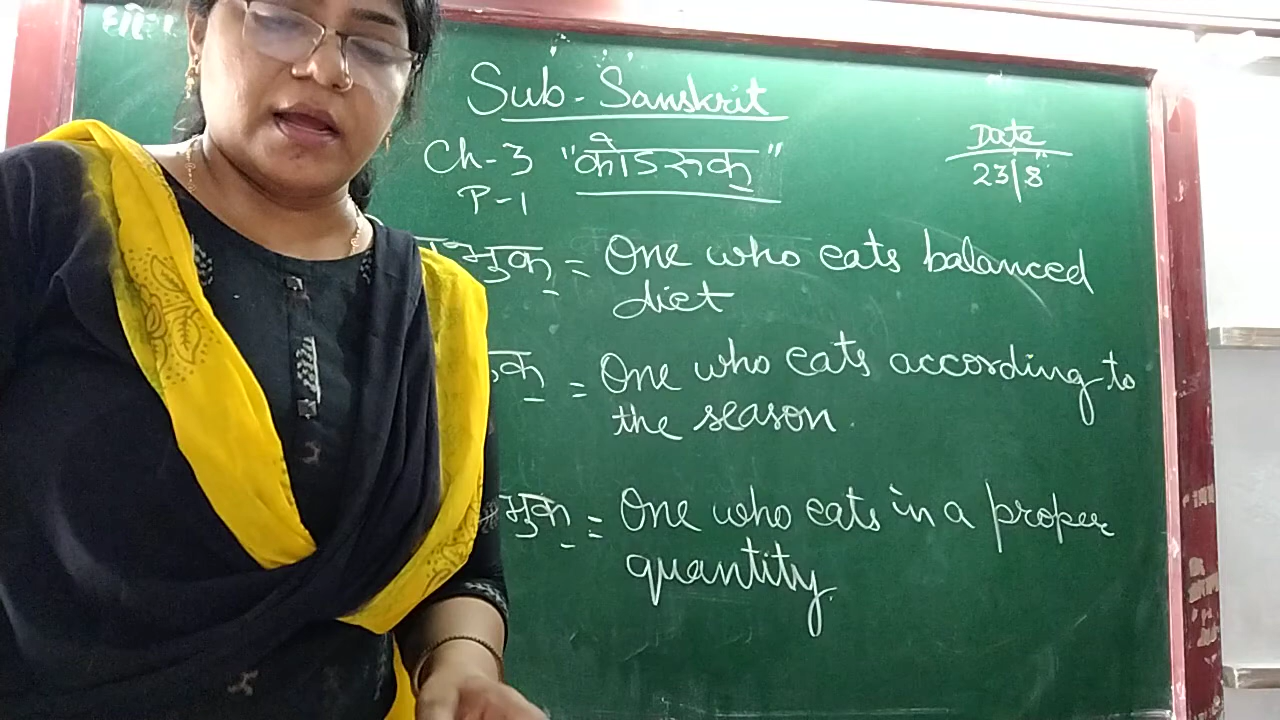 Sub - Sanskrit
Ch-3 "कोऽरुक्"
P-1
Date
23/8
भुक् = One who eats balanced
diet
क् = One who eats according to
the season.
भुक् = One who eats in a proper
quantity.